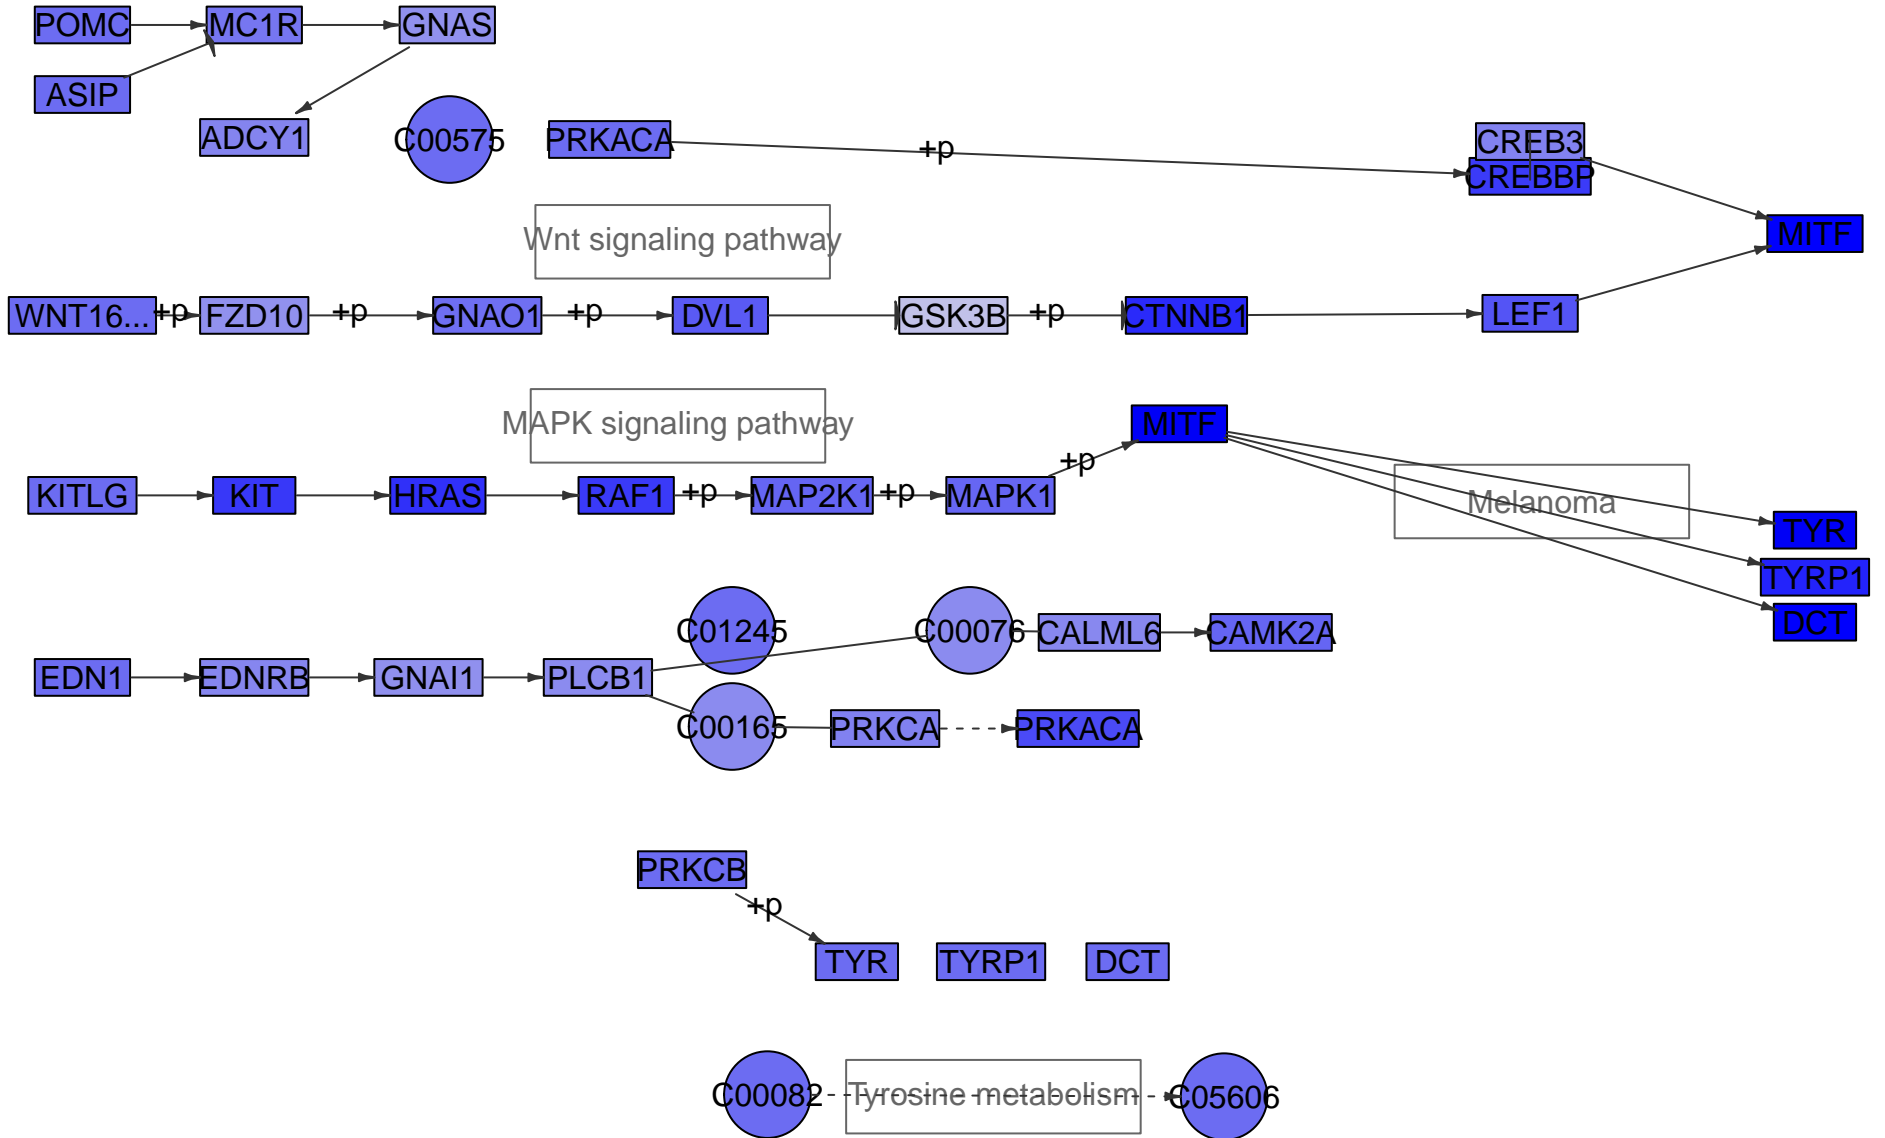 POMC
MC1R
GNAS
ASIP
ADCY1
C00575
PRKACA
+p
CREB3
CREBBP
MITF
Wnt signaling pathway
WNT16...
+p
FZD10
+p
GNAO1
+p
DVL1
GSK3B
+p
CTNNB1
LEF1
MAPK signaling pathway
MITF
KITLG
KIT
HRAS
RAF1
+p
MAP2K1
+p
MAPK1
+p
Melanoma
TYR
TYRP1
DCT
C01245
C00076
CALML6
CAMK2A
EDN1
EDNRB
GNAI1
PLCB1
C00165
PRKCA
PRKACA
PRKCB
+p
TYR
TYRP1
DCT
C00082
Tyrosine metabolism
C05606